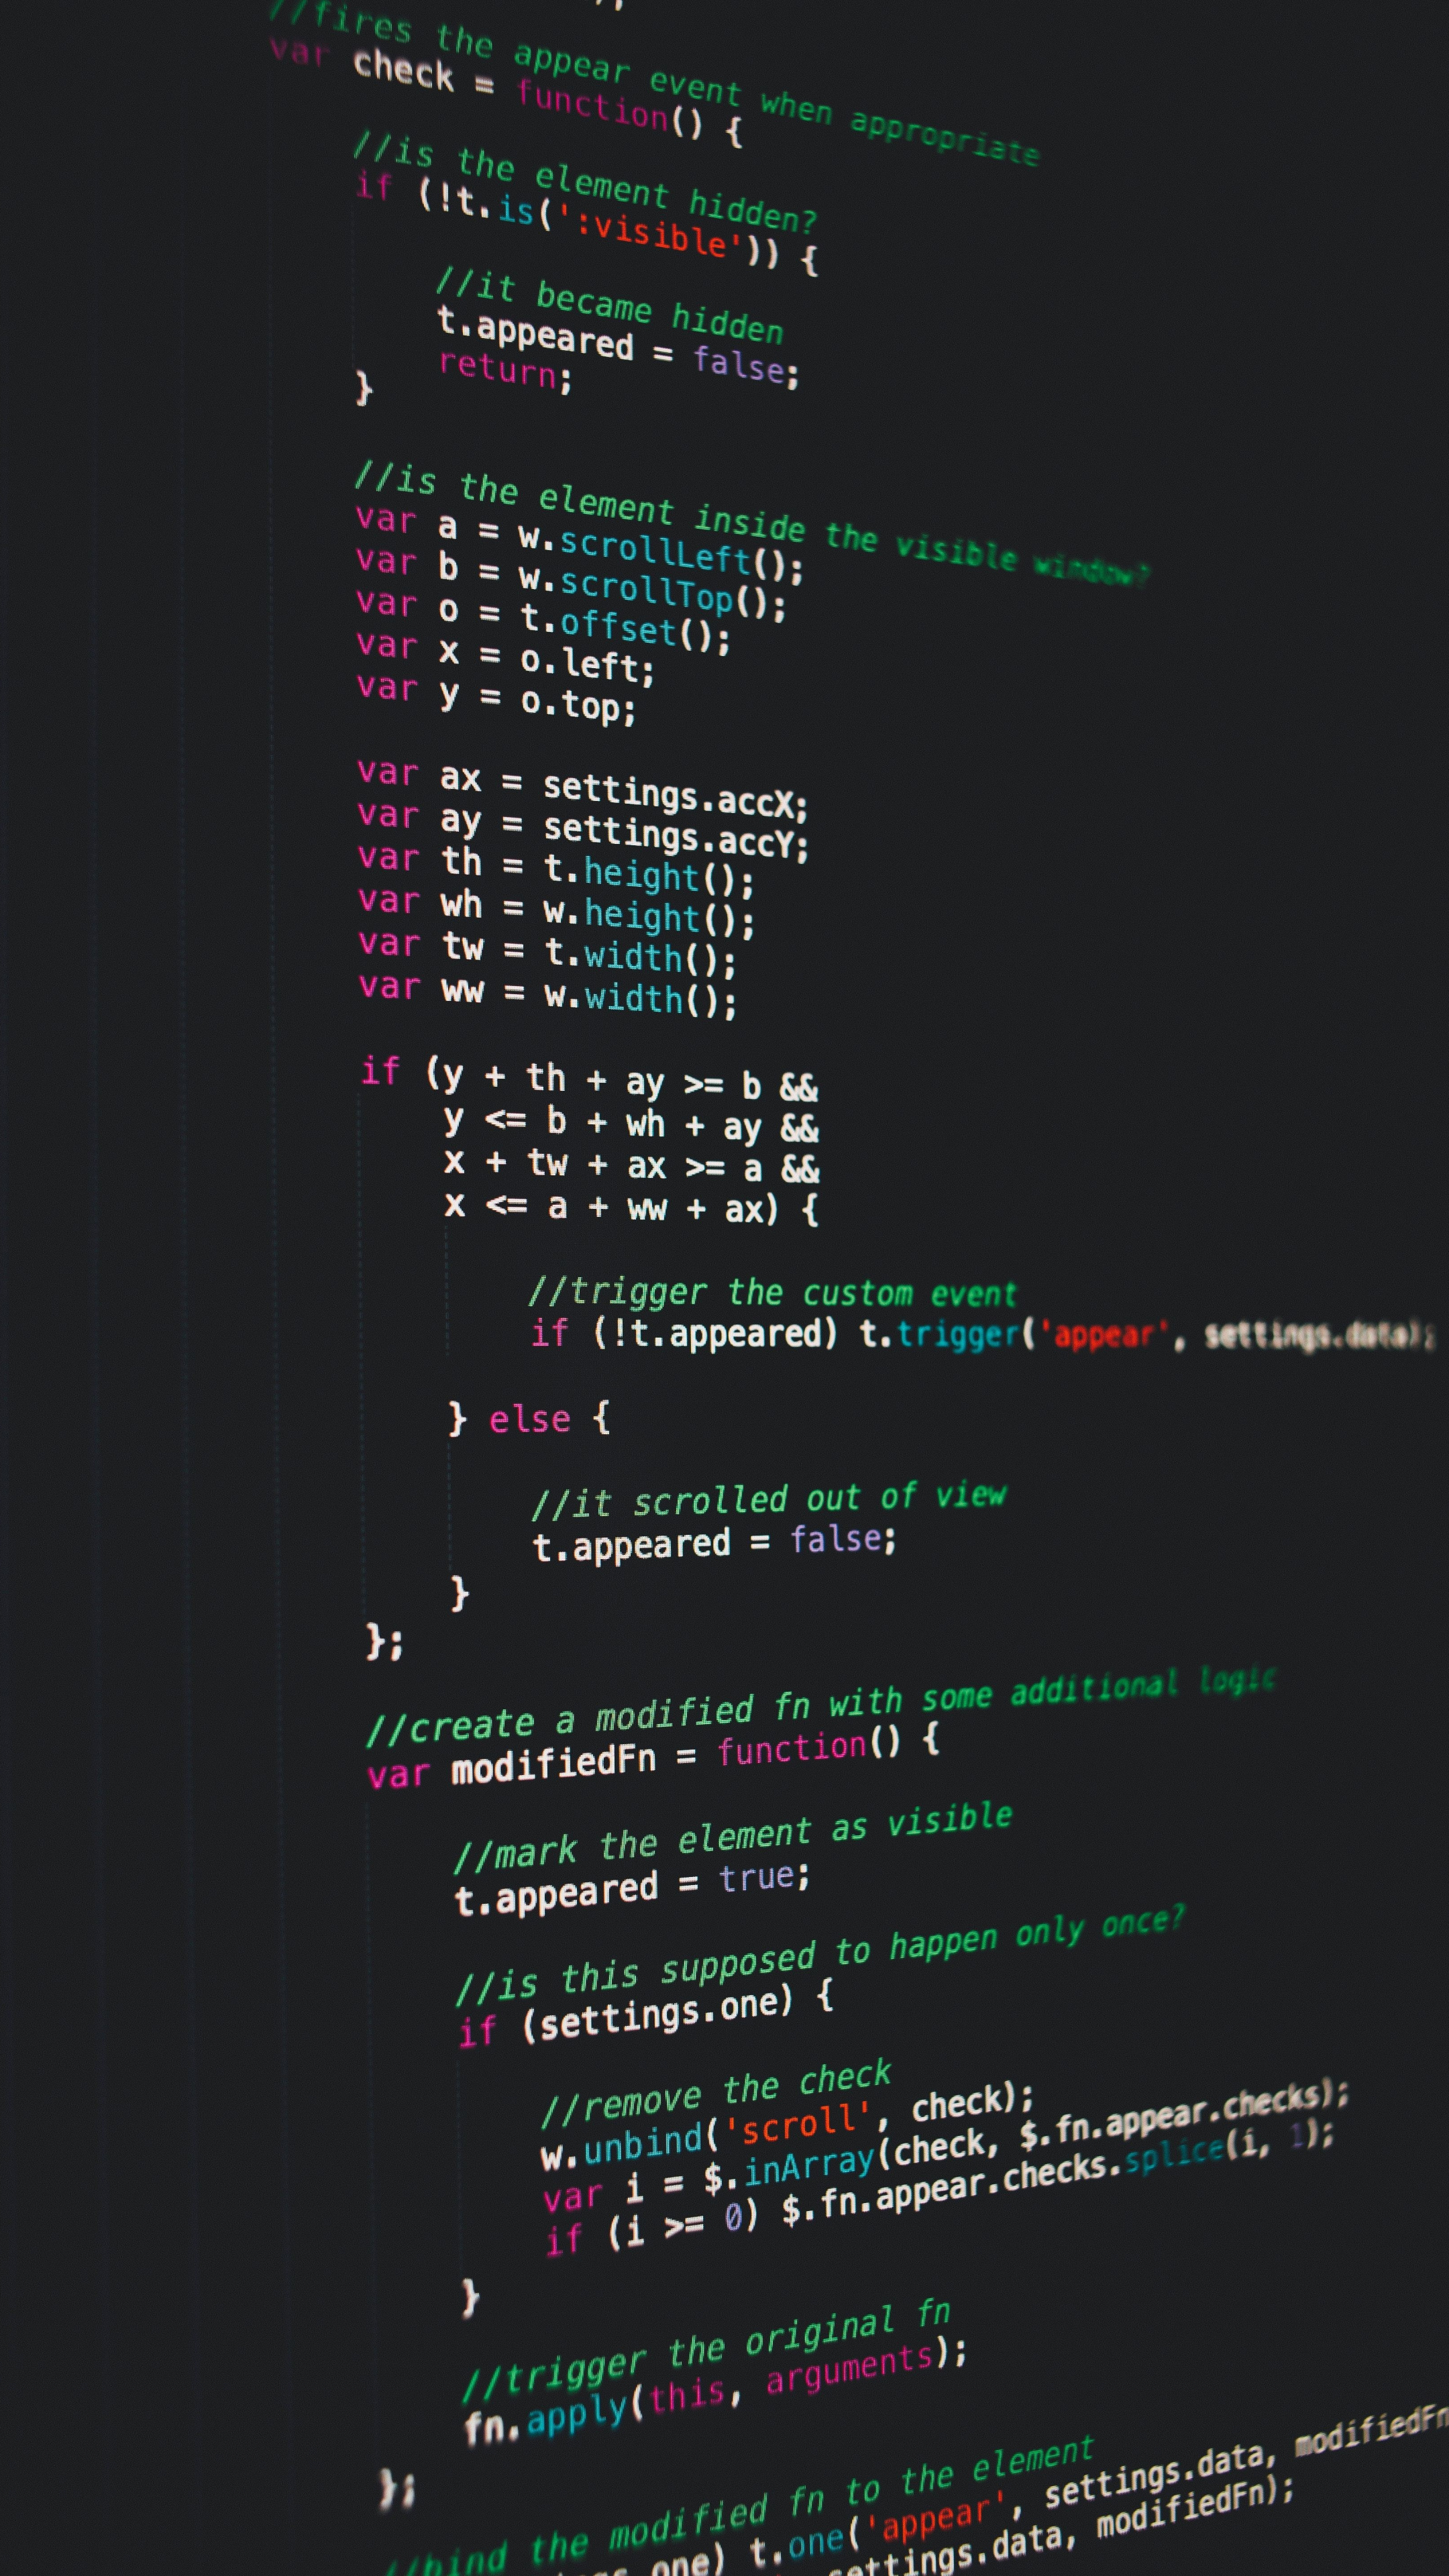 //fires the appear event when appropriate
var check = function() {
//is the element hidden?
if (!t.is(':visible')) {
//it became hidden
t.appeared = false;
return;
}
//is the element inside the visible window?
var a = w.scrollLeft();
var b = w.scrollTop();
var o = t.offset();
var x = o.left;
var y = o.top;
var ax = settings.accX;
var ay = settings.accY;
var th = t.height();
var wh = w.height();
var tw = t.width();
var ww = w.width();
if (y + th + ay >= b &&
y <= b + wh + ay &&
x + tw + ax >= a &&
x <= a + ww + ax) {
//trigger the custom event
if (!t.appeared) t.trigger('appear', settings.data);
} else {
//it scrolled out of view
t.appeared = false;
}
};
//create a modified fn with some additional logic
var modifiedFn = function() {
//mark the element as visible
t.appeared = true;
//is this supposed to happen only once?
if (settings.one) {
//remove the check
w.unbind('scroll', check);
var i = $.inArray(check, $.fn.appear.checks);
if (i >= 0) $.fn.appear.checks.splice(i, 1);
}
//trigger the original fn
fn.apply(this, arguments);
};
//bind the modified fn to the element
one) t.one('appear', settings.data, modifiedFn
settings.data, modifiedFn);